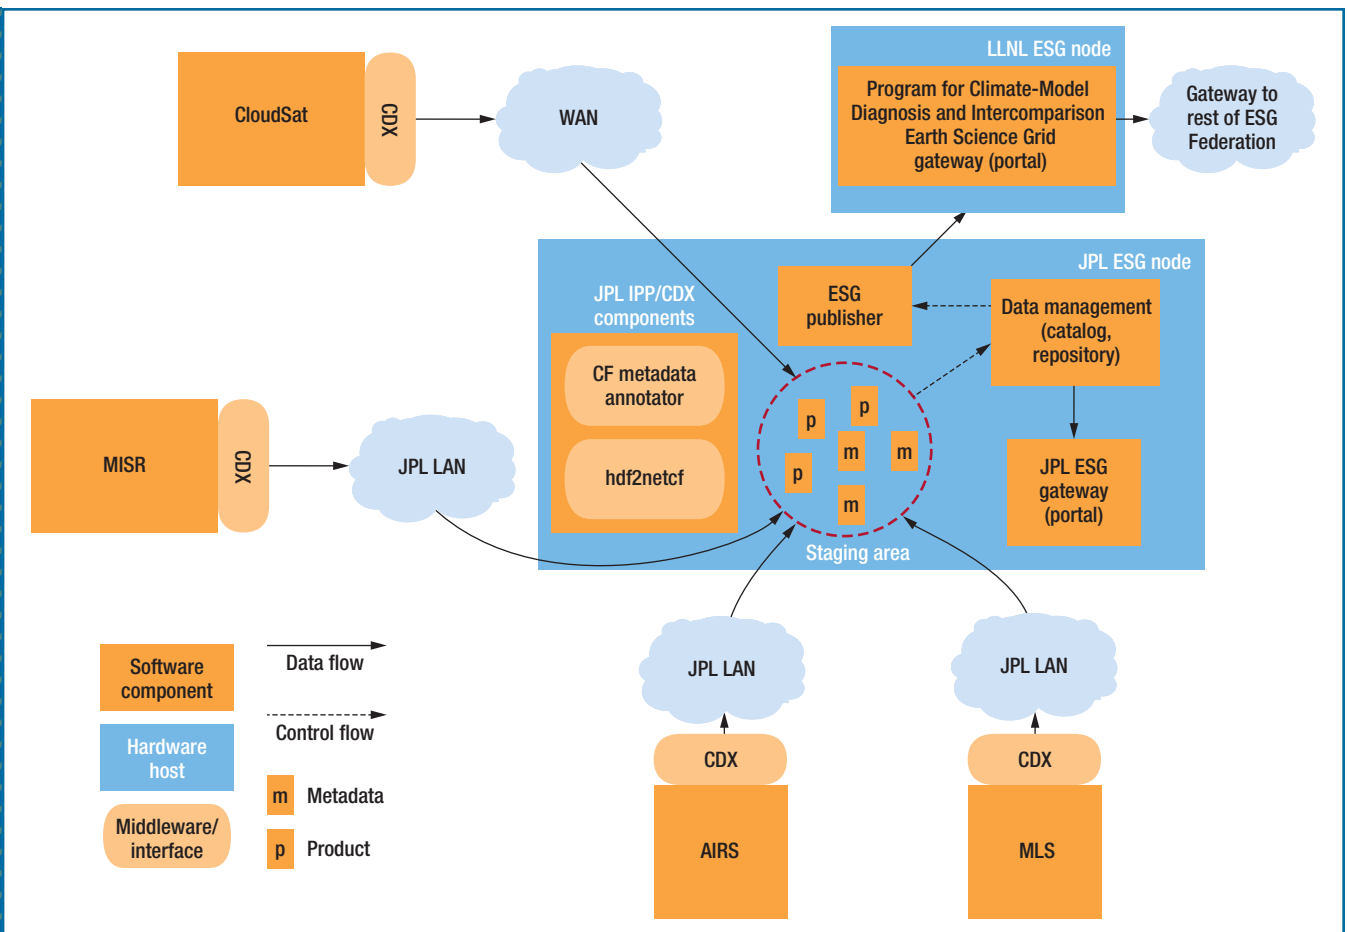 LLNL ESG node
Program for Climate-Model
Diagnosis and Intercomparison
Earth Science Grid
gateway (portal)
Gateway to
rest of ESG
Federation
CloudSat
CDX
WAN
JPL ESG node
JPL IPP/CDX
components
CF metadata
annotator
hdf2netcf
ESG
publisher
Data management
(catalog,
repository)
JPL ESG
gateway
(portal)
p
p
m
m
p
m
Staging area
MISR
CDX
JPL LAN
JPL LAN
CDX
AIRS
JPL LAN
CDX
MLS
Software
component
Hardware
host
Middleware/
interface
Data flow
Control flow
m Metadata
p Product